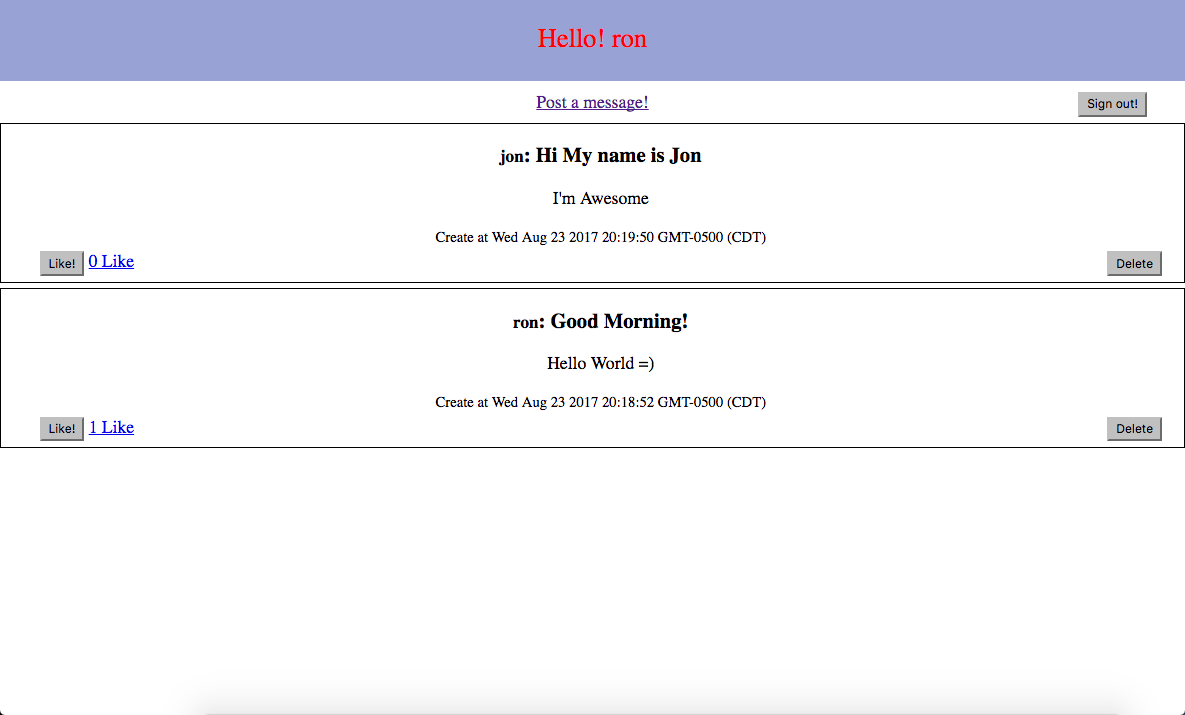 Hello! ron
Post a message!
Sign out!
jon: Hi My name is Jon
I'm Awesome
Create at Wed Aug 23 2017 20:19:50 GMT-0500 (CDT)
Like! 0 Like
Delete
ron: Good Morning!
Hello World =)
Create at Wed Aug 23 2017 20:18:52 GMT-0500 (CDT)
Like! 1 Like
Delete